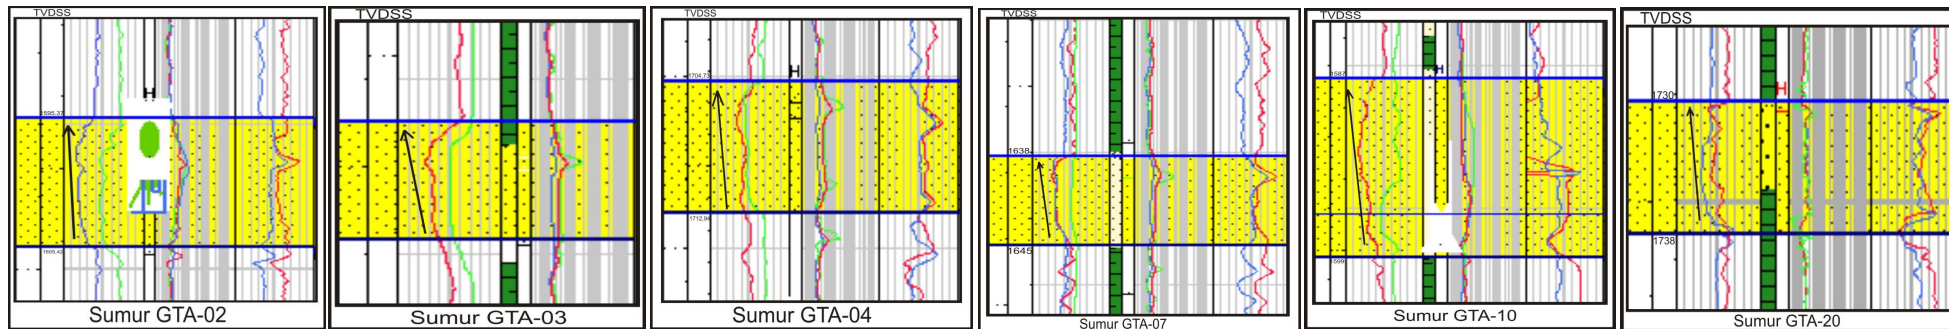 TVDSS
1595,37
H
1605,42
Sumur GTA-02
TVDSS
Sumur GTA-03
TVDSS
1704,73
H
1712,94
Sumur GTA-04
TVDSS
1638
1645
Sumur GTA-07
TVDSS
1587
H
1599
Sumur GTA-10
TVDSS
1730
H
1738
Sumur GTA-20